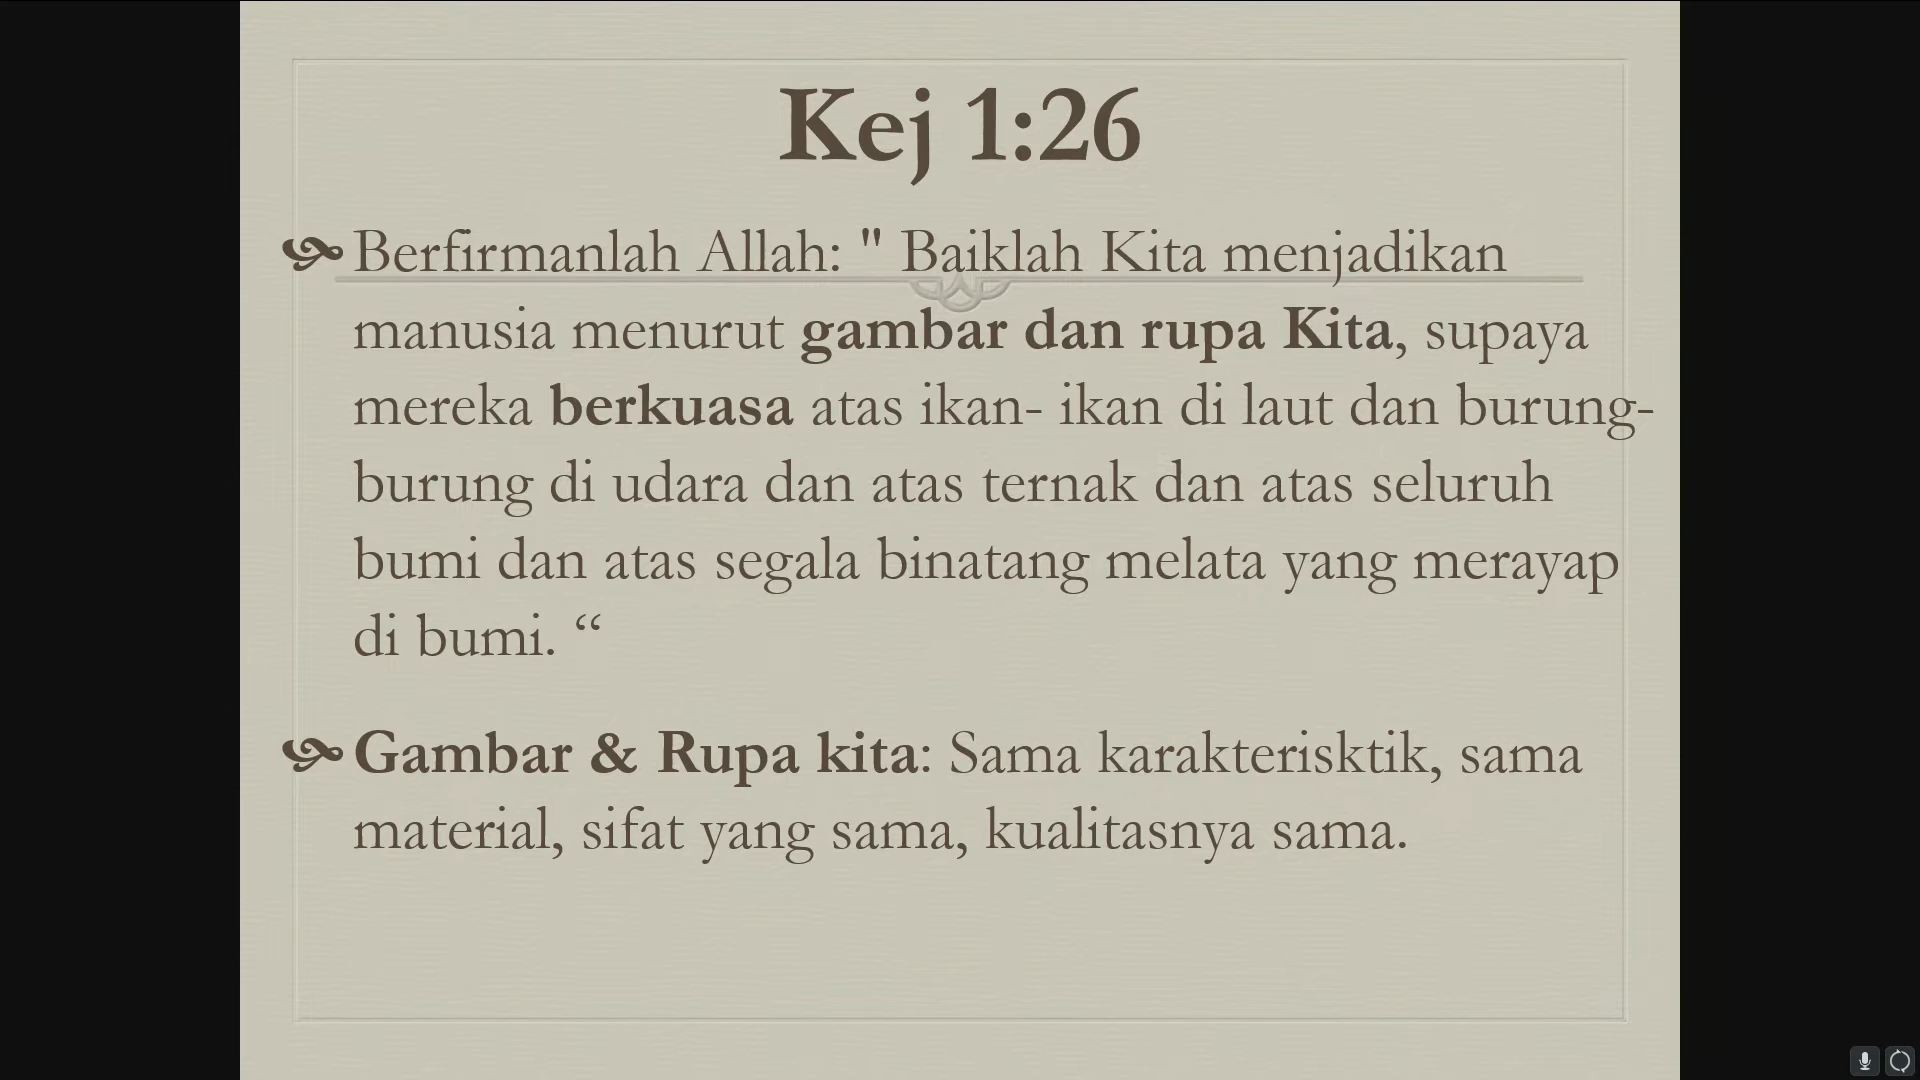 Kej 1:26
Berfirmanlah Allah: " Baiklah Kita menjadikan
manusia menurut gambar dan rupa Kita, supaya
mereka berkuasa atas ikan- ikan di laut dan burung-
burung di udara dan atas ternak dan atas seluruh
bumi dan atas segala binatang melata yang merayap
di bumi. “
Gambar & Rupa kita: Sama karakterisktik, sama
material, sifat yang sama, kualitasnya sama.